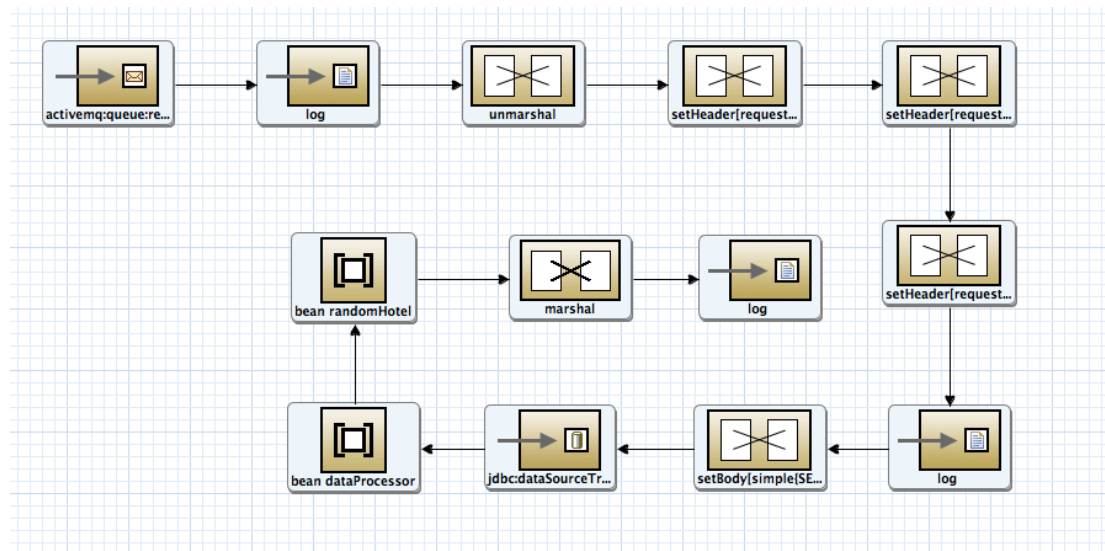 activemq:queue:re...
log
unmarshal
setHeader[request...
setHeader[request...
setHeader[request...
bean randomHotel
marshal
log
bean dataProcessor
jdbc:dataSourceTr...
setBody[simple{SE...
log